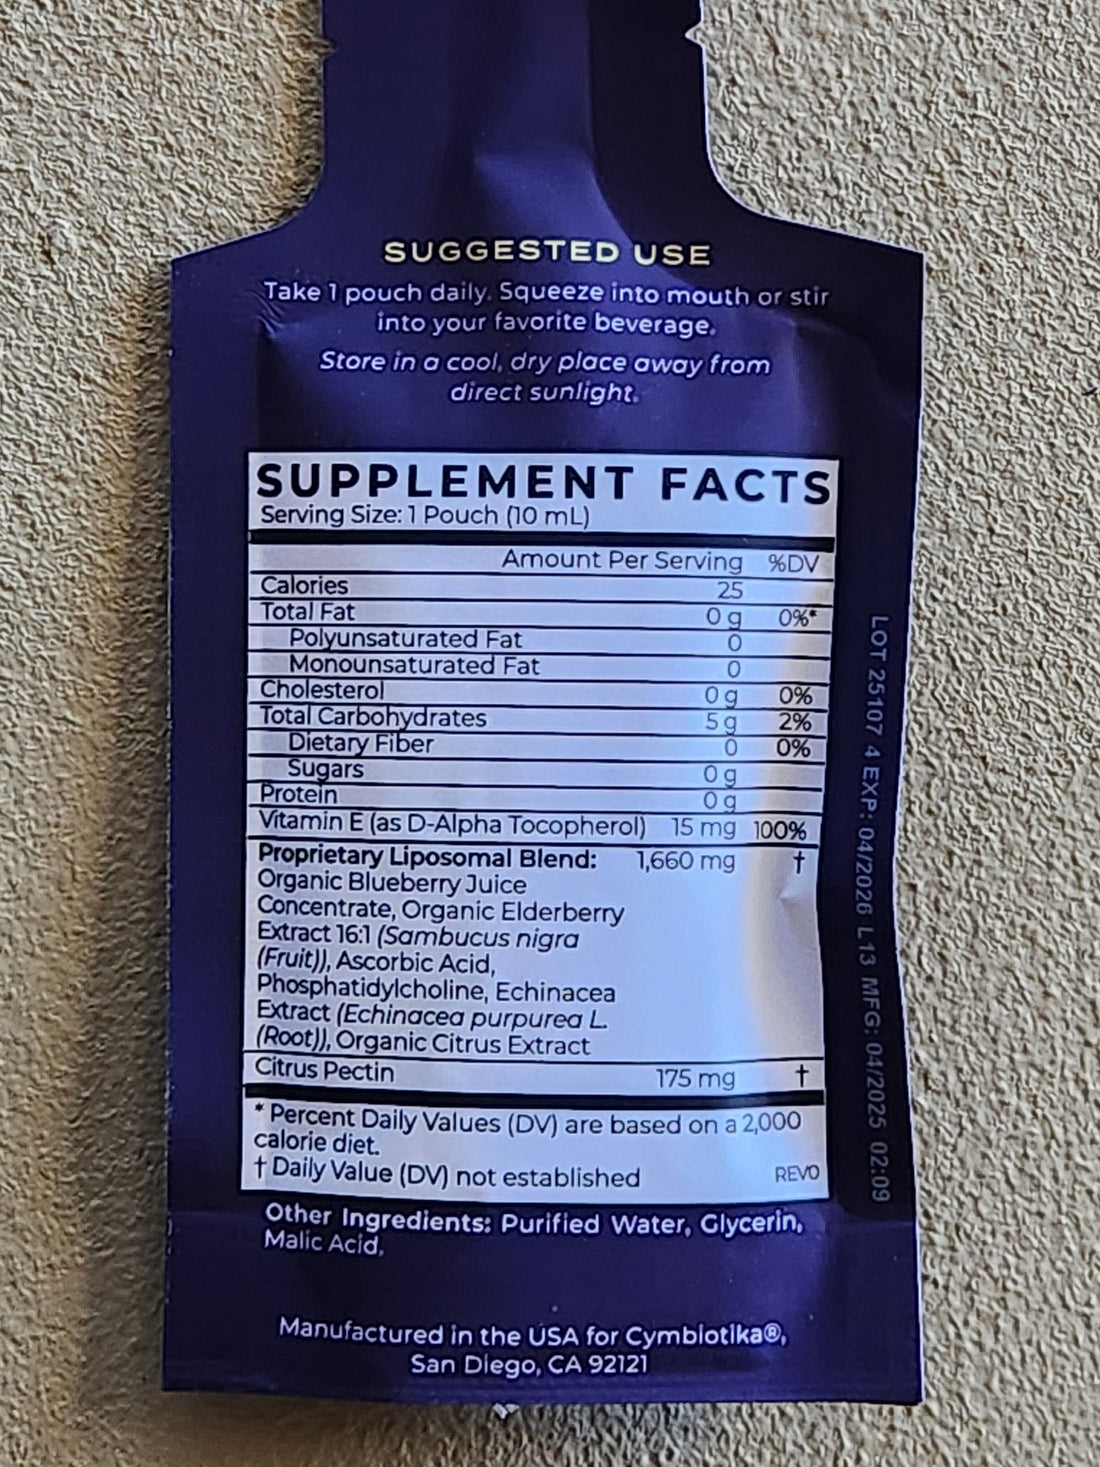 SUGGESTED USE
Take 1 pouch daily. Squeeze into mouth or stir
into your favorite beverage.
Store in a cool, dry place away from
direct sunlight.
SUPPLEMENT FACTS
Serving Size: 1 Pouch (10 mL)
Amount Per Serving %DV
Calories 25
Total Fat 0 g 0%*
Polyunsaturated Fat 0
Monounsaturated Fat 0
Cholesterol 0 g 0%
Total Carbohydrates 5 g 2%
Dietary Fiber 0 0%
Sugars 0 g
Protein 0 g
Vitamin E (as D-Alpha Tocopherol) 15 mg 100%
Proprietary Liposomal Blend: 1,660 mg †
Organic Blueberry Juice
Concentrate, Organic Elderberry
Extract 16:1 (Sambucus nigra
(Fruit)), Ascorbic Acid,
Phosphatidylcholine, Echinacea
Extract (Echinacea purpurea L.
(Root)), Organic Citrus Extract
Citrus Pectin 175 mg †
* Percent Daily Values (DV) are based on a 2,000
calorie diet.
† Daily Value (DV) not established REV0
Other Ingredients: Purified Water, Glycerin,
Malic Acid.
Manufactured in the USA for Cymbiotika®,
San Diego, CA 92121
LOT 25107 4 EXP: 04/2026 L13 MFG: 04/2025 02:09